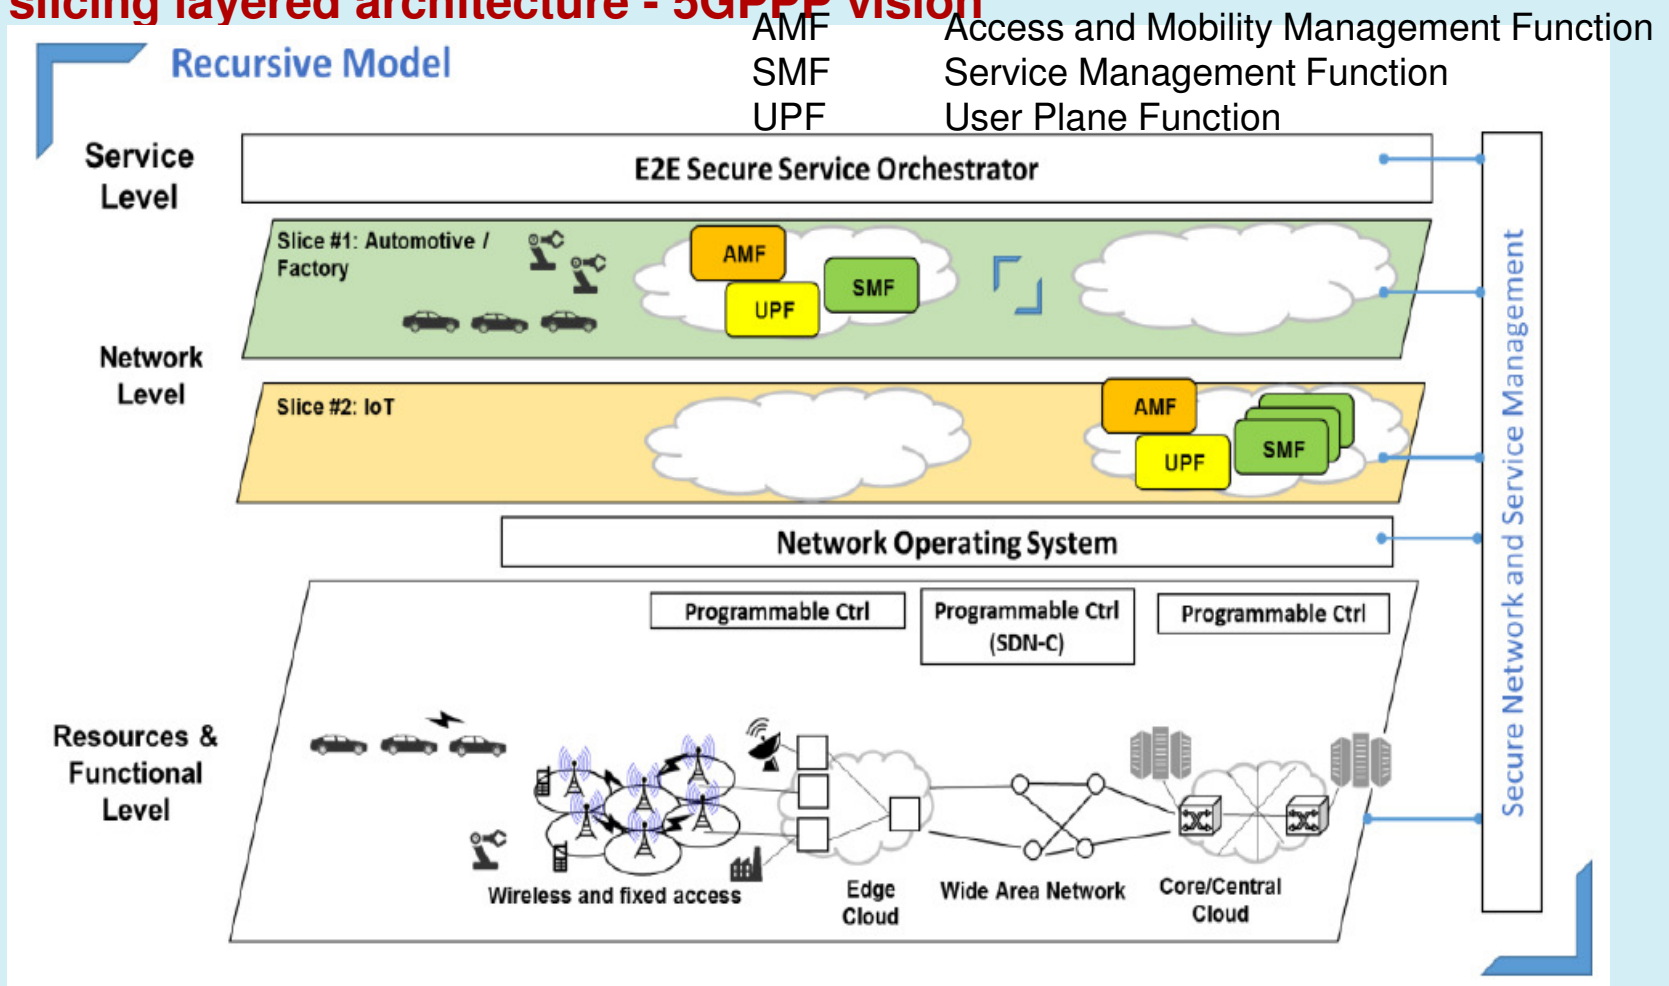 slicing layered architecture - 5GPPP vision
AMF Access and Mobility Management Function
SMF Service Management Function
UPF User Plane Function
Recursive Model
Service
Level
E2E Secure Service Orchestrator
Slice #1: Automotive /
Factory
AMF
SMF
UPF
Network
Level
Slice #2: IoT
AMF
SMF
UPF
Network Operating System
Programmable Ctrl
Programmable Ctrl
(SDN-C)
Programmable Ctrl
Resources &
Functional
Level
Wireless and fixed access
Edge
Cloud
Wide Area Network
Core/Central
Cloud
Secure Network and Service Management